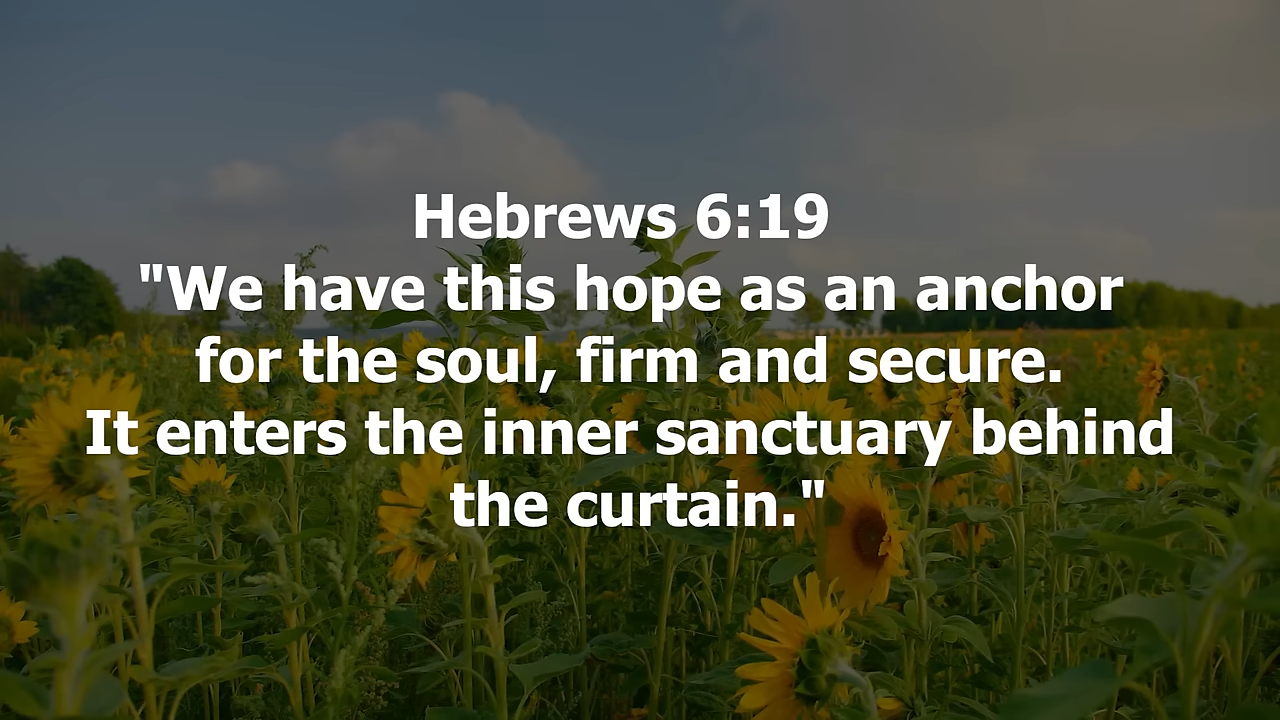 Hebrews 6:19
"We have this hope as an anchor
for the soul, firm and secure.
It enters the inner sanctuary behind
the curtain."